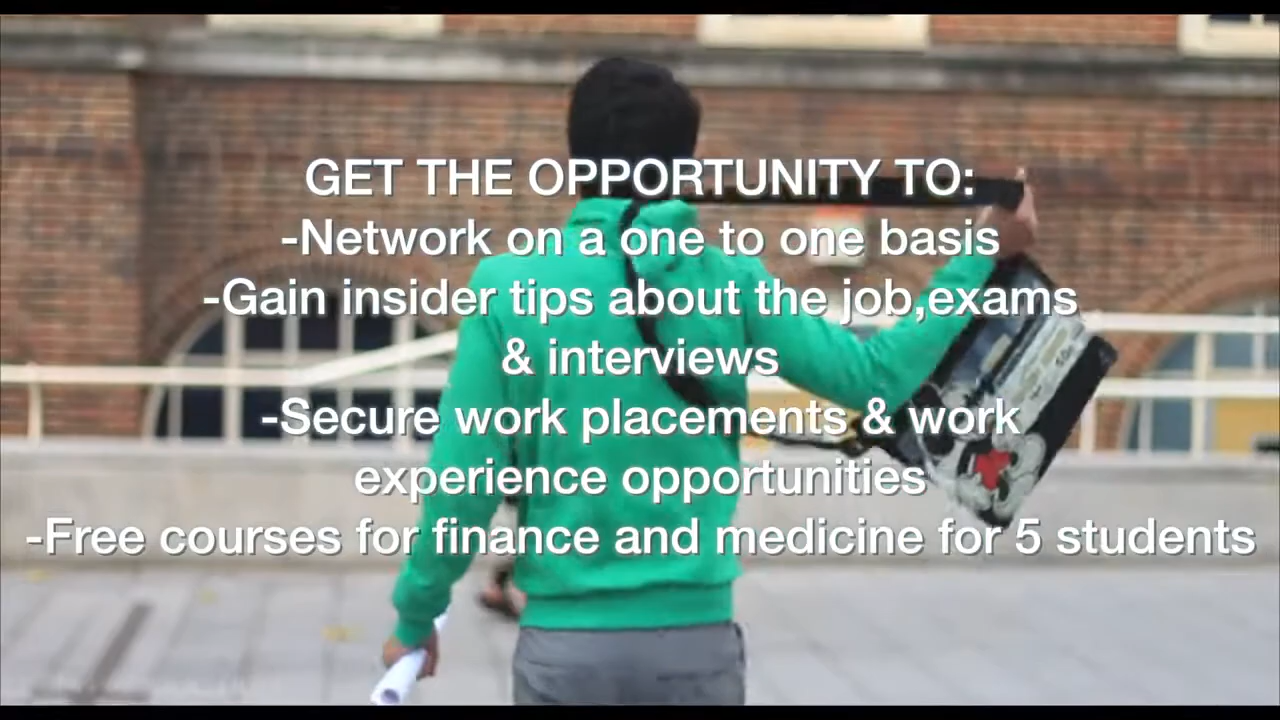 GET THE OPPORTUNITY TO:
-Network on a one to one basis
-Gain insider tips about the job,exams
& interviews
-Secure work placements & work
experience opportunities
-Free courses for finance and medicine for 5 students